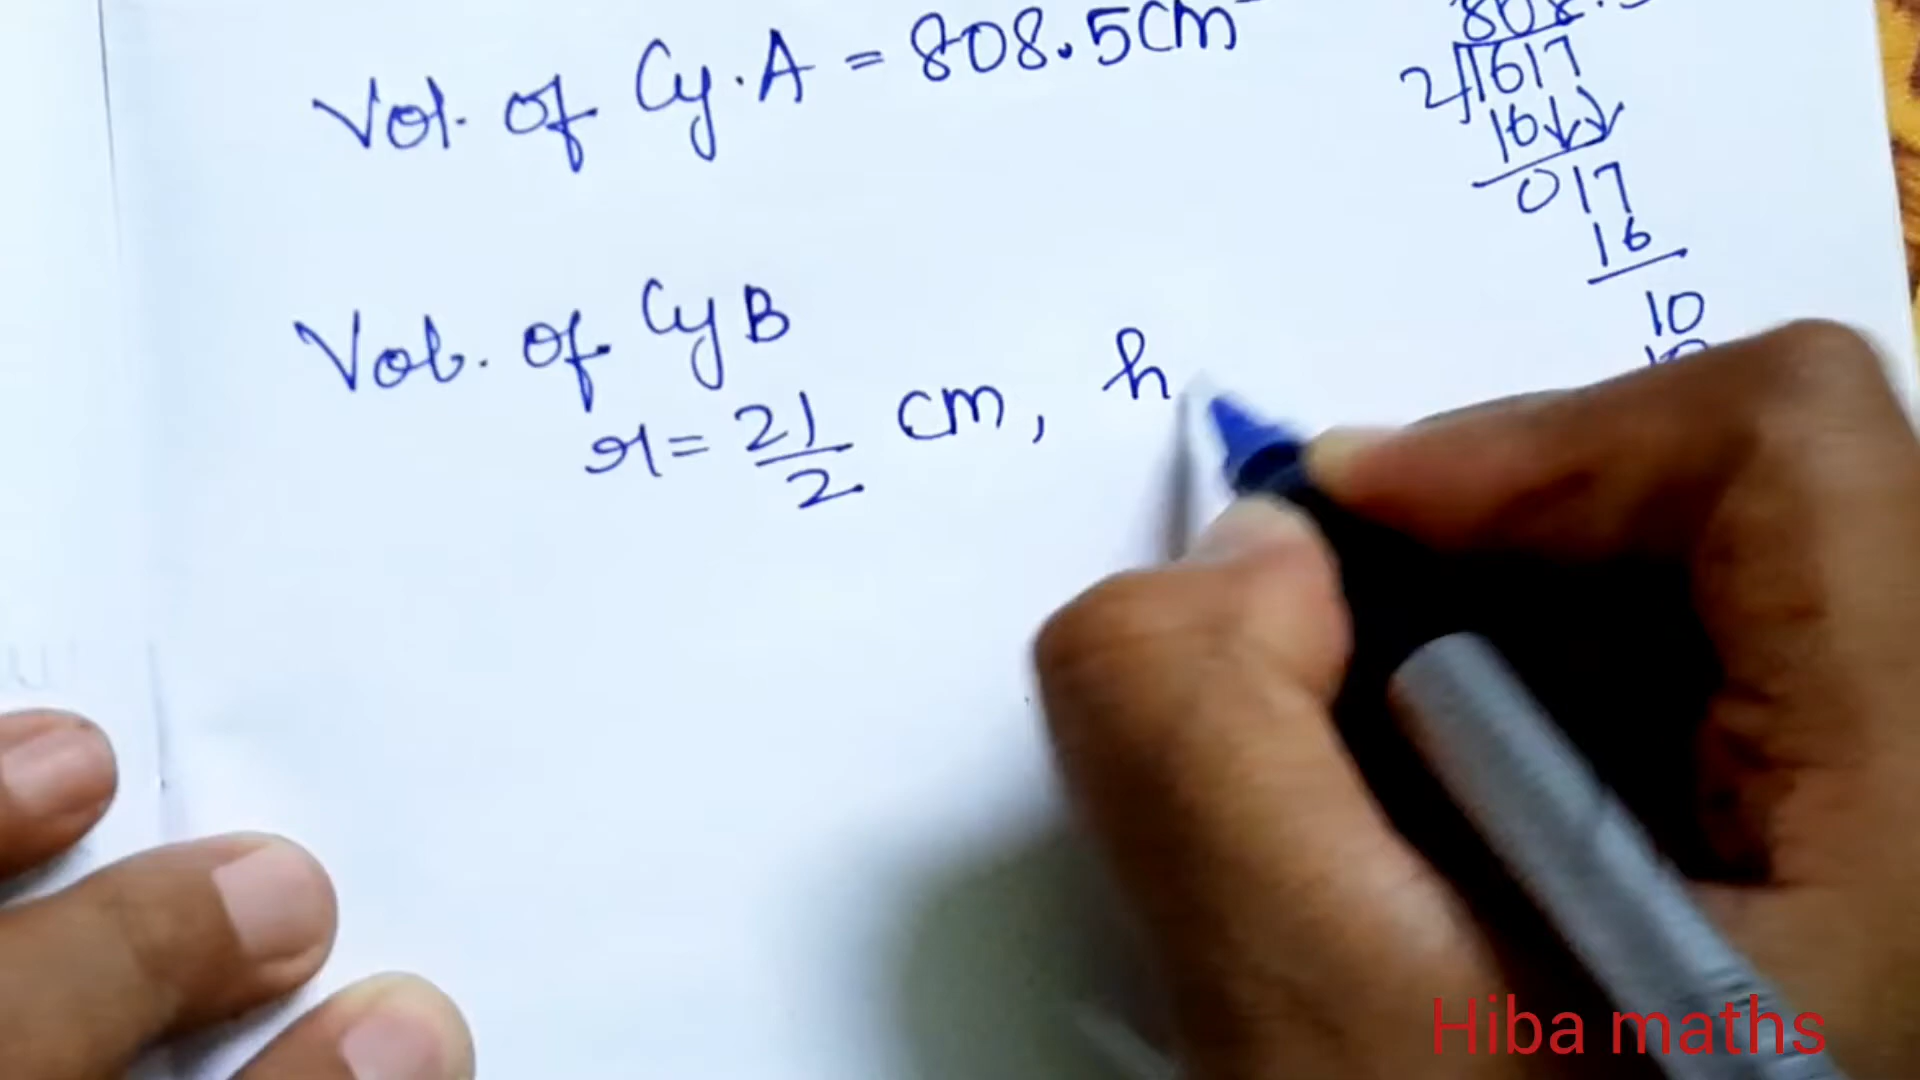 Vol. of Cy.A = 808.5cm
Vol. of Cy B
r = 21/2 cm, h
808.5
2 1617
16
017
16
10
10
Hiba maths